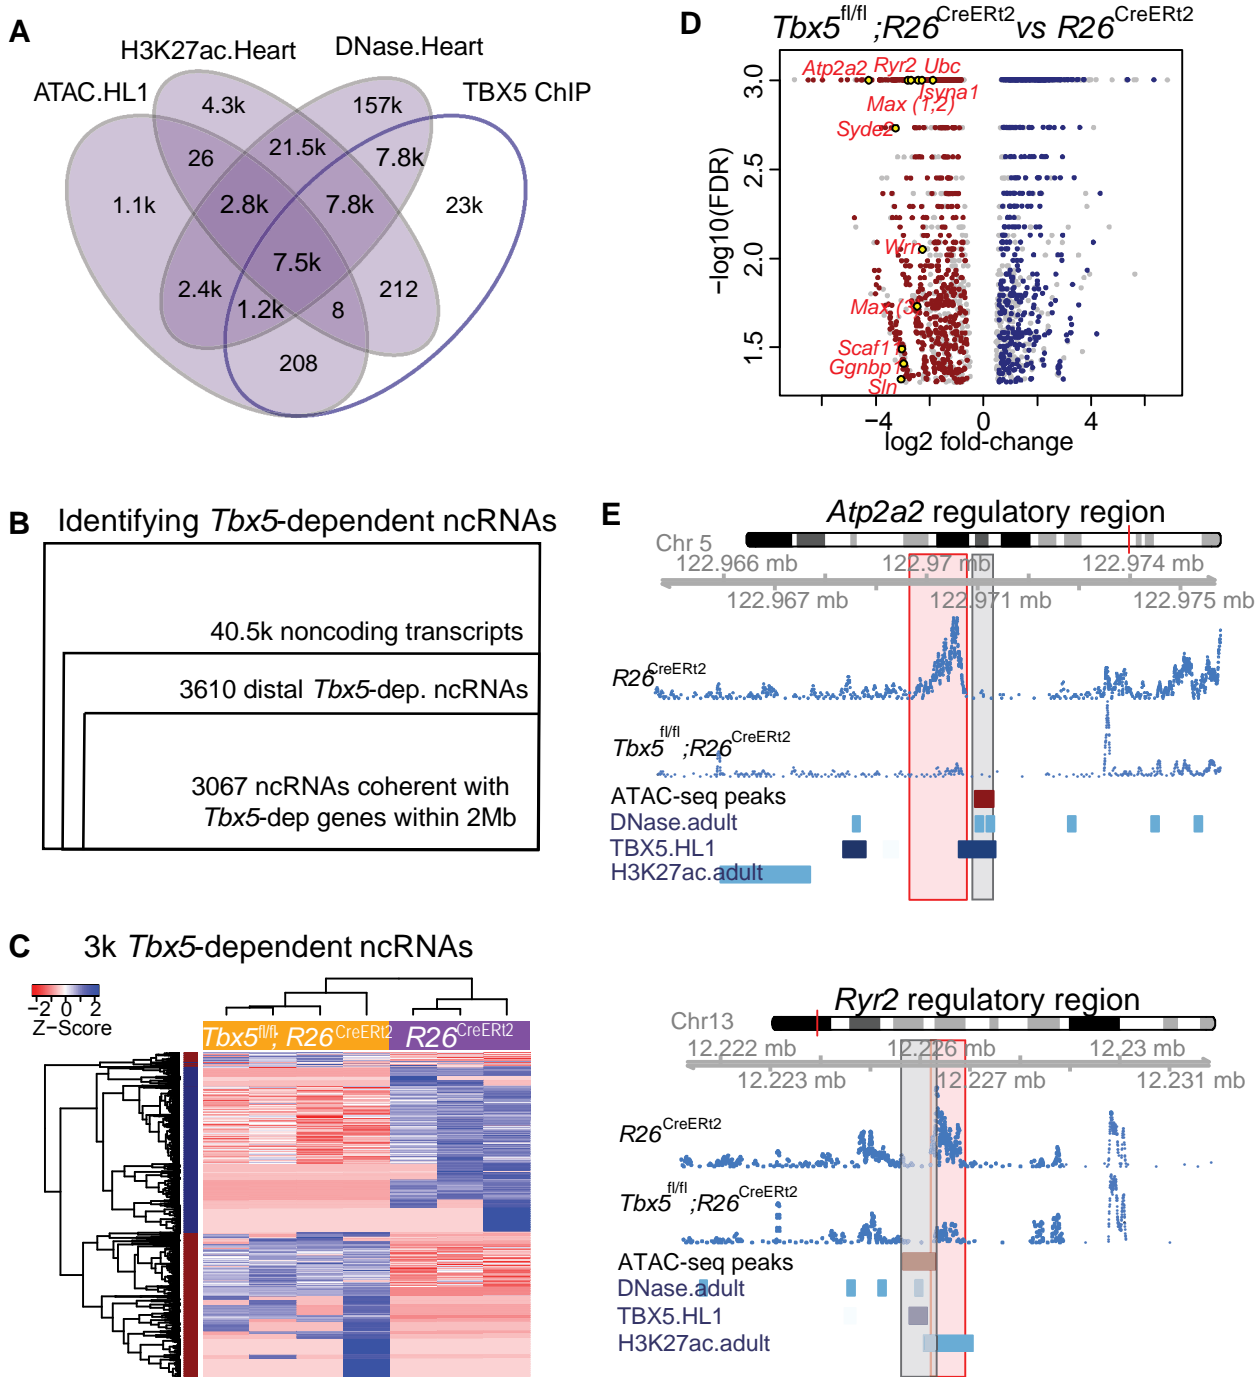 A
H3K27ac.Heart
DNase.Heart
ATAC.HL1
TBX5 ChIP
4.3k
157k
26
21.5k
7.8k
1.1k
2.8k
7.8k
23k
7.5k
2.4k
1.2k
8
212
208
B
Identifying Tbx5-dependent ncRNAs
40.5k noncoding transcripts
3610 distal Tbx5-dep. ncRNAs
3067 ncRNAs coherent with
Tbx5-dep genes within 2Mb
C
3k Tbx5-dependent ncRNAs
−2 0 2
Z−Score
Tbx5fl/fl; R26CreERt2
R26CreERt2
D
Tbx5fl/fl;R26CreERt2 vs R26CreERt2
Atp2a2
Ryr2
Ubc
Isyna1
Max (1,2)
Syde2
Wrn
Max (3)
Scaf11
Ggnbp1
Sln
3.0
2.5
2.0
1.5
−log10(FDR)
−4
0
4
log2 fold−change
E
Atp2a2 regulatory region
Chr 5
122.966 mb
122.97 mb
122.974 mb
122.967 mb
122.971 mb
122.975 mb
R26CreERt2
Tbx5fl/fl;R26CreERt2
ATAC-seq peaks
DNase.adult
TBX5.HL1
H3K27ac.adult
Ryr2 regulatory region
Chr13
12.222 mb
12.226 mb
12.23 mb
12.223 mb
12.227 mb
12.231 mb
R26CreERt2
Tbx5fl/fl;R26CreERt2
ATAC-seq peaks
DNase.adult
TBX5.HL1
H3K27ac.adult